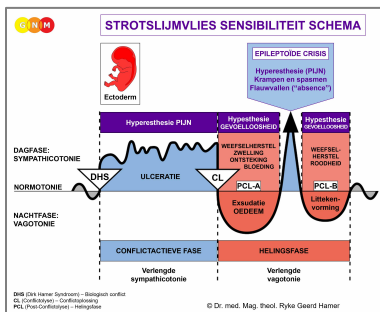 GNM
STROTSLIJMVLIES SENSIBILITEIT SCHEMA
EPILEPTOÏDE CRISIS
Hyperesthesie (PIJN)
Krampen en spasmen
Flauwvallen ("absence")
Ectoderm
Hyperesthesie PIJN
Hypesthesie
GEVOELLOOSHEID
Hypesthesie
GEVOELLOOSHEID
DAGFASE:
SYMPATHICOTONIE
WEEFSELHERSTEL
ZWELLING
ONTSTEKING
BLOEDING
WEEFSEL-
HERSTEL
ROODHEID
DHS
ULCERATIE
CL
PCL-A
PCL-B
NORMOTONIE
NACHTFASE:
VAGOTONIE
Exsudatie
OEDEEM
Litteken-
vorming
CONFLICTACTIEVE FASE
HELINGSFASE
Verlengde
sympathicotonie
Verlengde
vagotonie
DHS (Dirk Hamer Syndroom) – Biologisch conflict
CL (Conflictolyse) – Conflictoplossing
PCL (Post-Conflictolyse) – Helingsfase
© Dr. med. Mag. theol. Ryke Geerd Hamer